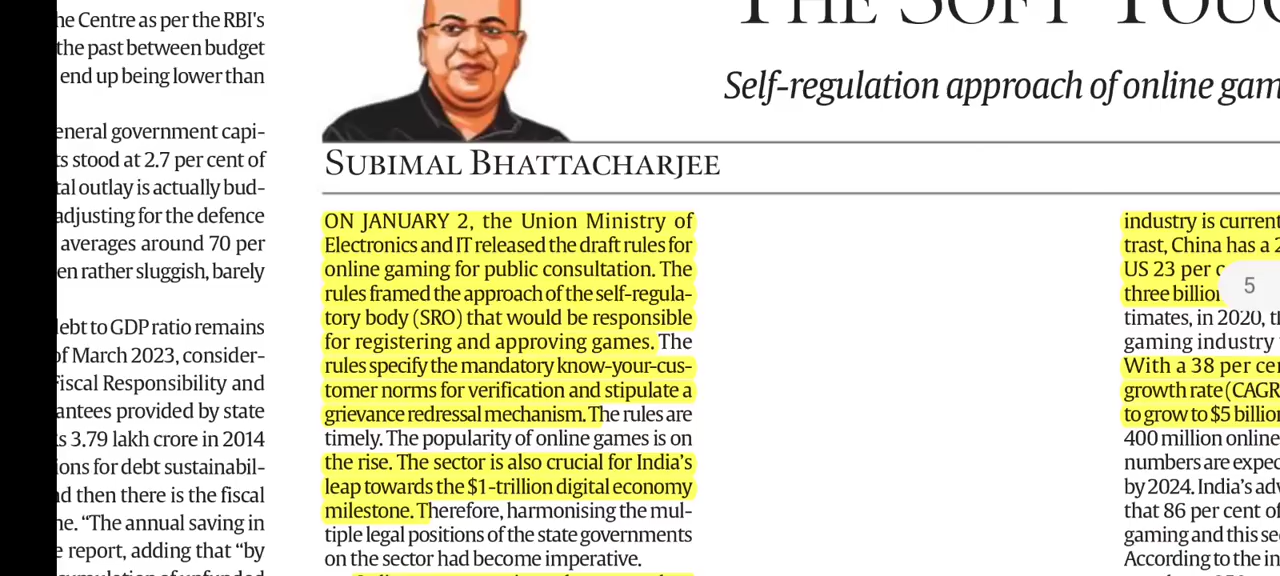 he Centre as per the RBI's
the past between budget
end up being lower than
eneral government capi-
ts stood at 2.7 per cent of
tal outlay is actually bud-
adjusting for the defence
averages around 70 per
en rather sluggish, barely
debt to GDP ratio remains
of March 2023, consider-
Fiscal Responsibility and
antees provided by state
s 3.79 lakh crore in 2014
ions for debt sustainabil-
nd then there is the fiscal
ne. “The annual saving in
e report, adding that “by
THE SOFT TOUC
Self-regulation approach of online gam
SUBIMAL BHATTACHARJEE
ON JANUARY 2, the Union Ministry of
Electronics and IT released the draft rules for
online gaming for public consultation. The
rules framed the approach of the self-regula-
tory body (SRO) that would be responsible
for registering and approving games. The
rules specify the mandatory know-your-cus-
tomer norms for verification and stipulate a
grievance redressal mechanism. The rules are
timely. The popularity of online games is on
the rise. The sector is also crucial for India’s
leap towards the $1-trillion digital economy
milestone. Therefore, harmonising the mul-
tiple legal positions of the state governments
on the sector had become imperative.
industry is current
trast, China has a 2
US 23 per c
three billion
timates, in 2020, t
gaming industry
With a 38 per cen
growth rate (CAGR
to grow to $5 billio
400 million online
numbers are expec
by 2024. India’s adv
that 86 per cent of
gaming and this se
According to the in
5